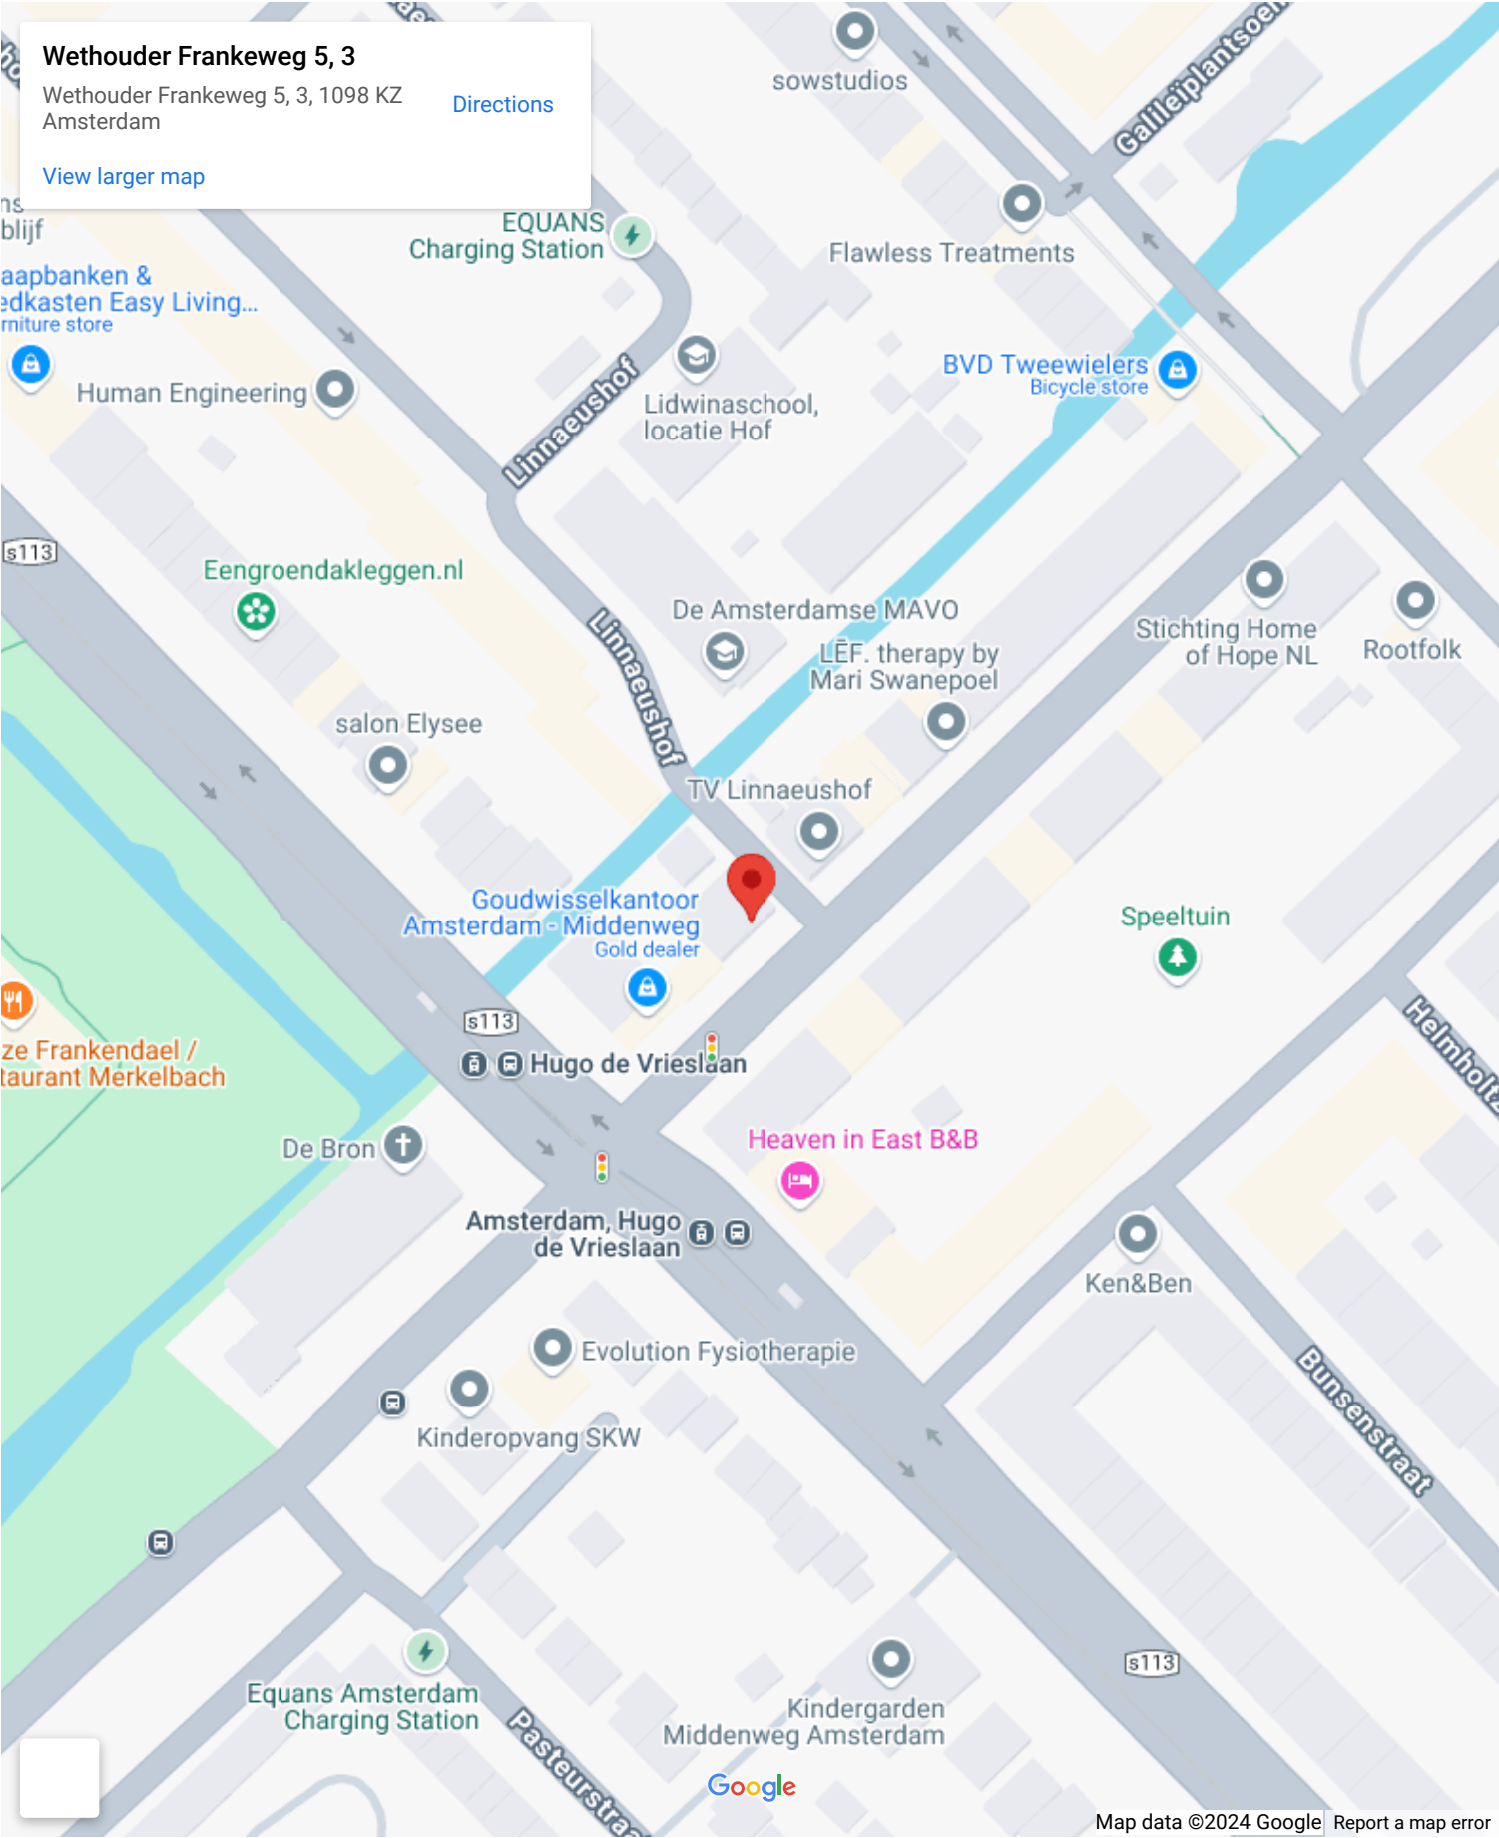 Wethouder Frankeweg 5, 3
Wethouder Frankeweg 5, 3, 1098 KZ
Amsterdam
Directions
View larger map
sowstudios
Galileïplantsoen
EQUANS
Charging Station
Flawless Treatments
blijf
aapbanken &
edkasten Easy Living...
rniture store
Human Engineering
Linnaeushof
Lidwinaschool,
locatie Hof
BVD Tweewielers
Bicycle store
s113
Eengroendakleggen.nl
De Amsterdamse MAVO
Linnaeushof
LĒF. therapy by
Mari Swanepoel
Stichting Home
of Hope NL
Rootfolk
salon Elysee
TV Linnaeushof
Goudwisselkantoor
Amsterdam - Middenweg
Gold dealer
Speeltuin
s113
Hugo de Vrieslaan
ze Frankendael /
taurant Merkelbach
Helmholtz
De Bron
Heaven in East B&B
Amsterdam, Hugo
de Vrieslaan
Ken&Ben
Evolution Fysiotherapie
Kinderopvang SKW
Bunsenstraat
s113
Equans Amsterdam
Charging Station
Pasteurstraa
Kindergarden
Middenweg Amsterdam
Google
Map data ©2024 Google
Report a map error